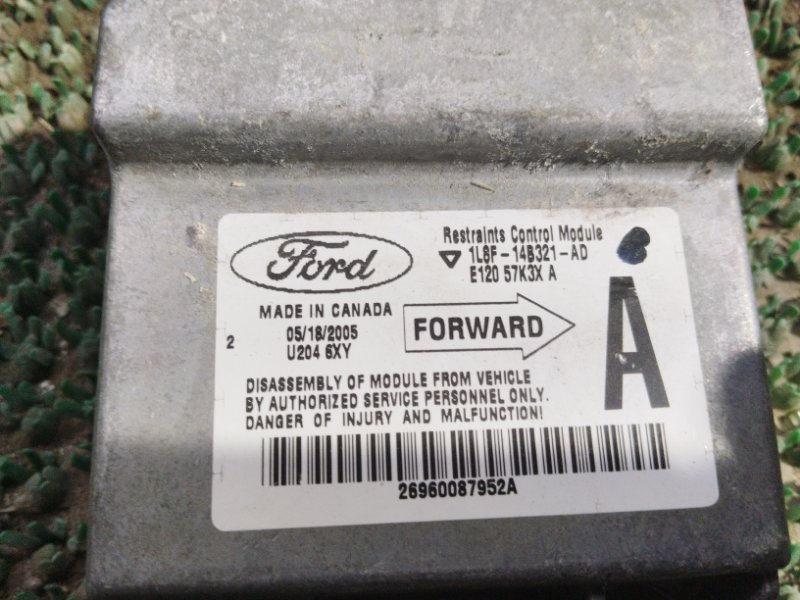 Ford
Restraints Control Module
1L8F-14B321-AD
E120 57K3X A
MADE IN CANADA
05/18/2005
U204 6XY
2
FORWARD
A
DISASSEMBLY OF MODULE FROM VEHICLE
BY AUTHORIZED SERVICE PERSONNEL ONLY.
DANGER OF INJURY AND MALFUNCTION!
26960087952A